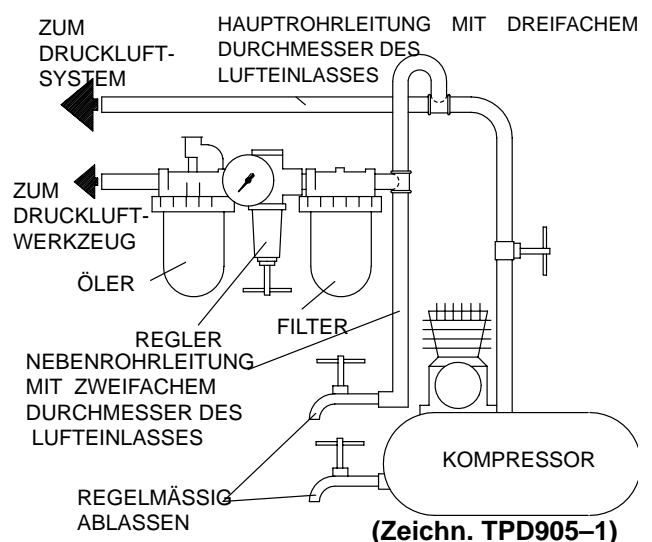 ZUM
DRUCKLUFT-
SYSTEM
HAUPTROHRLEITUNG MIT DREIFACHEM
DURCHMESSER DES
LUFTEINLASSES
ZUM
DRUCKLUFT-
WERKZEUG
ÖLER
REGLER
FILTER
NEBENROHRLEITUNG
MIT ZWEIFACHEM
DURCHMESSER DES
LUFTEINLASSES
REGELMÄSSIG
ABLASSEN
KOMPRESSOR
(Zeichn. TPD905–1)